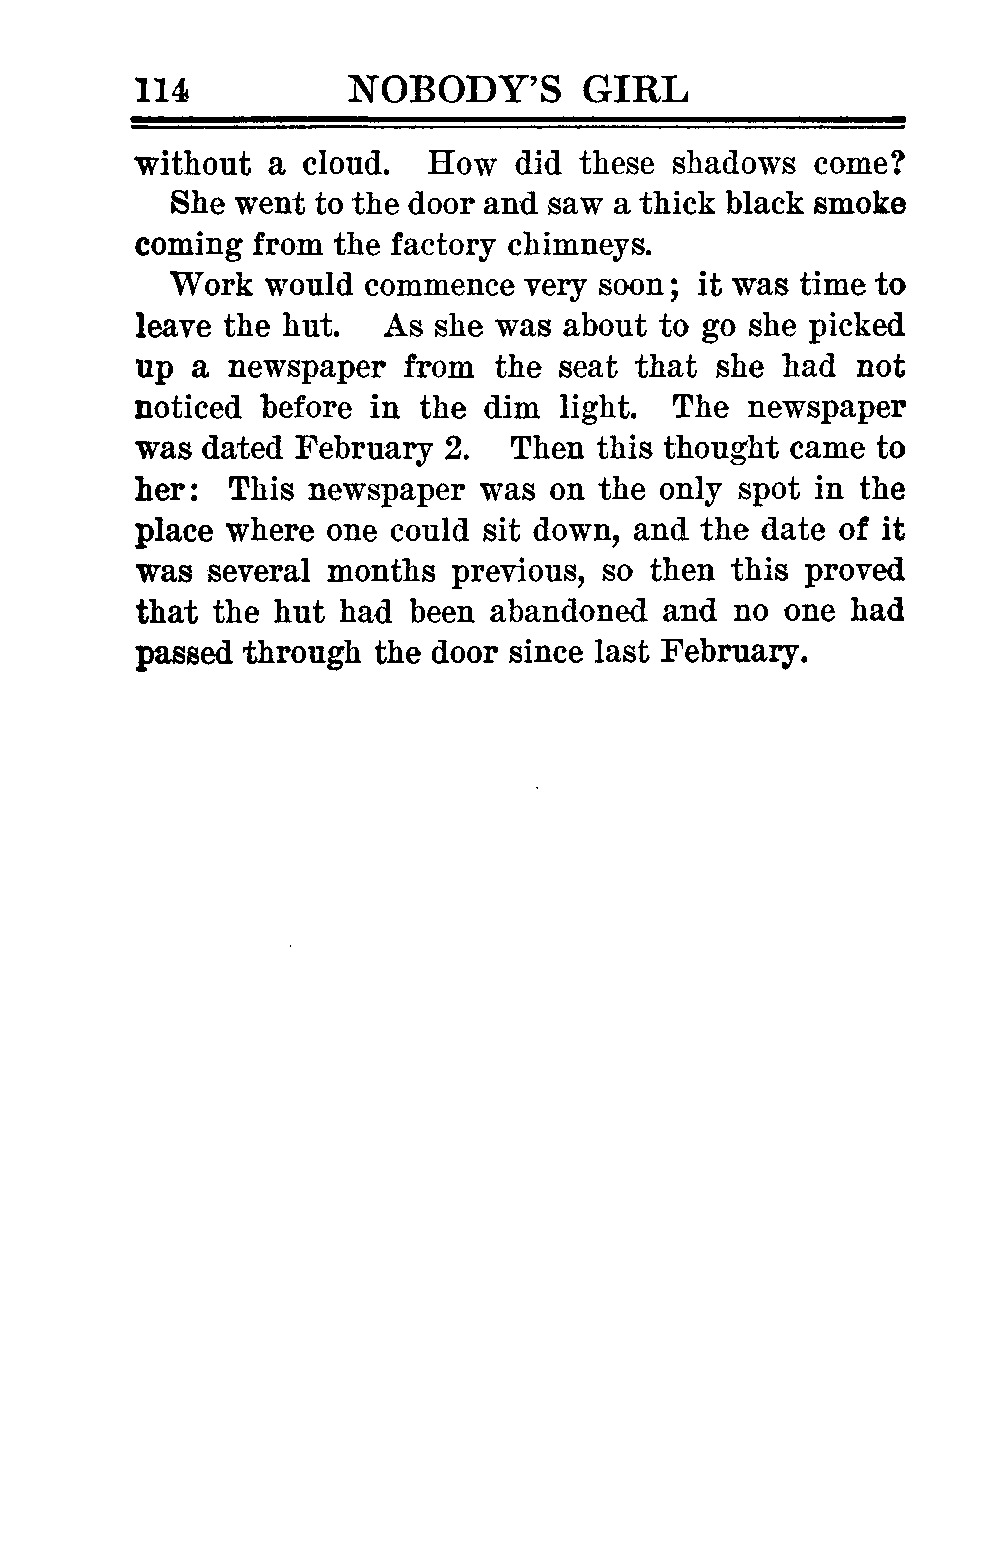 114 NOBODY'S GIRL
without a cloud. How did these shadows come?
She went to the door and saw a thick black smoke
coming from the factory chimneys.
Work would commence very soon; it was time to
leave the hut. As she was about to go she picked
up a newspaper from the seat that she had not
noticed before in the dim light. The newspaper
was dated February 2. Then this thought came to
her: This newspaper was on the only spot in the
place where one could sit down, and the date of it
was several months previous, so then this proved
that the hut had been abandoned and no one had
passed through the door since last February.